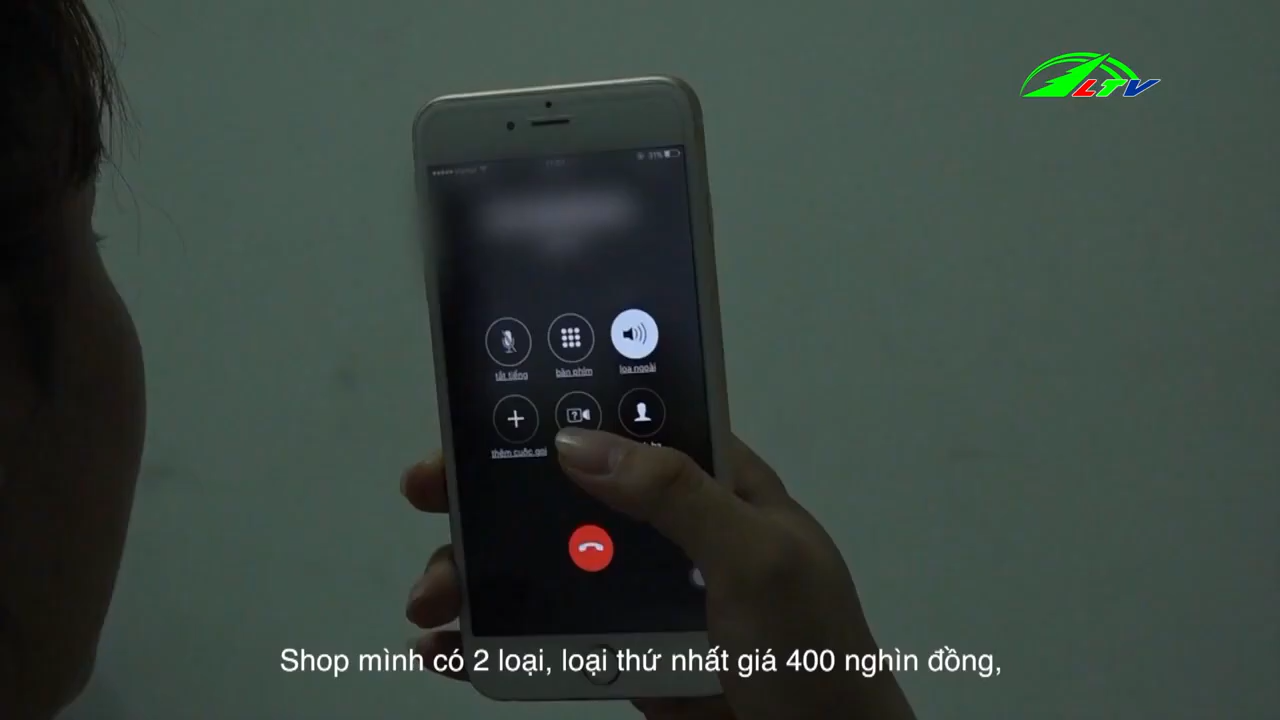 LTV
31%
tắt tiếng
bàn phím
loa ngoài
thêm cuộc gọi
Shop mình có 2 loại, loại thứ nhất giá 400 nghìn đồng,